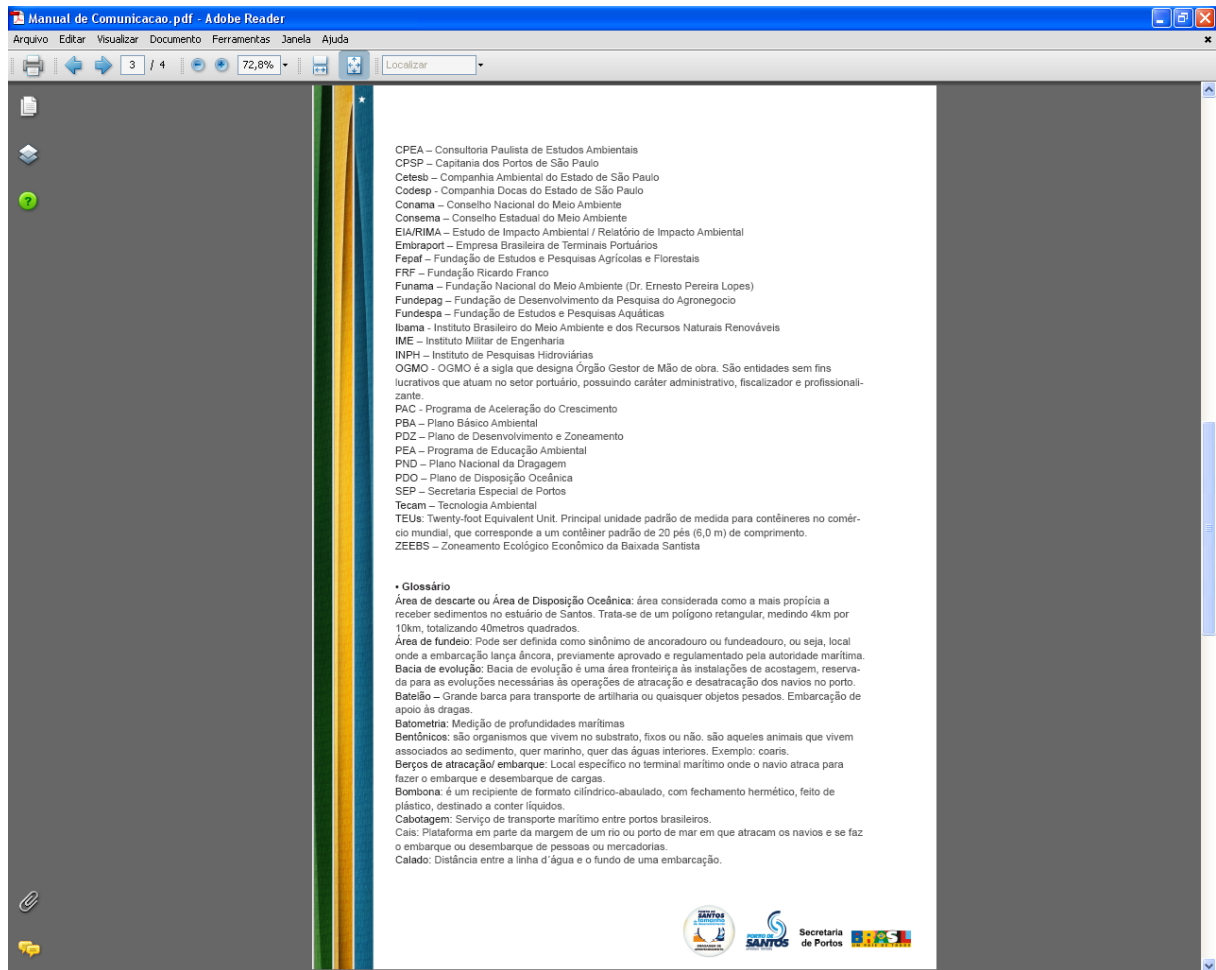 Manual de Comunicacao.pdf - Adobe Reader
Arquivo Editar Visualizar Documento Ferramentas Janela Ajuda
3 / 4 72,8% Localizar
CPEA – Consultoria Paulista de Estudos Ambientais
CPSP – Capitania dos Portos de São Paulo
Cetesb – Companhia Ambiental do Estado de São Paulo
Codesp - Companhia Docas do Estado de São Paulo
Conama – Conselho Nacional do Meio Ambiente
Consema – Conselho Estadual do Meio Ambiente
EIA/RIMA – Estudo de Impacto Ambiental / Relatório de Impacto Ambiental
Embraport – Empresa Brasileira de Terminais Portuários
Fepaf – Fundação de Estudos e Pesquisas Agrícolas e Florestais
FRF – Fundação Ricardo Franco
Funama – Fundação Nacional do Meio Ambiente (Dr. Ernesto Pereira Lopes)
Fundepag – Fundação de Desenvolvimento da Pesquisa do Agronegocio
Fundespa – Fundação de Estudos e Pesquisas Aquáticas
Ibama - Instituto Brasileiro do Meio Ambiente e dos Recursos Naturais Renováveis
IME – Instituto Militar de Engenharia
INPH – Instituto de Pesquisas Hidroviárias
OGMO - OGMO é a sigla que designa Órgão Gestor de Mão de obra. São entidades sem fins
lucrativos que atuam no setor portuário, possuindo caráter administrativo, fiscalizador e profissionali-
zante.
PAC - Programa de Aceleração do Crescimento
PBA – Plano Básico Ambiental
PDZ – Plano de Desenvolvimento e Zoneamento
PEA – Programa de Educação Ambiental
PND – Plano Nacional da Dragagem
PDO – Plano de Disposição Oceânica
SEP – Secretaria Especial de Portos
Tecam – Tecnologia Ambiental
TEUs: Twenty-foot Equivalent Unit. Principal unidade padrão de medida para contêineres no comér-
cio mundial, que corresponde a um contêiner padrão de 20 pés (6,0 m) de comprimento.
ZEEBS – Zoneamento Ecológico Econômico da Baixada Santista
• Glossário
Área de descarte ou Área de Disposição Oceânica: área considerada como a mais propícia a
receber sedimentos no estuário de Santos. Trata-se de um polígono retangular, medindo 4km por
10km, totalizando 40metros quadrados.
Área de fundeio: Pode ser definida como sinônimo de ancoradouro ou fundeadouro, ou seja, local
onde a embarcação lança âncora, previamente aprovado e regulamentado pela autoridade marítima.
Bacia de evolução: Bacia de evolução é uma área fronteiriça às instalações de acostagem, reserva-
da para as evoluções necessárias às operações de atracação e desatracação dos navios no porto.
Batelão – Grande barca para transporte de artilharia ou quaisquer objetos pesados. Embarcação de
apoio às dragas.
Batometria: Medição de profundidades marítimas
Bentônicos: são organismos que vivem no substrato, fixos ou não. são aqueles animais que vivem
associados ao sedimento, quer marinho, quer das águas interiores. Exemplo: coaris.
Berços de atracação/ embarque: Local específico no terminal marítimo onde o navio atraca para
fazer o embarque e desembarque de cargas.
Bombona: é um recipiente de formato cilíndrico-abaulado, com fechamento hermético, feito de
plástico, destinado a conter líquidos.
Cabotagem: Serviço de transporte marítimo entre portos brasileiros.
Cais: Plataforma em parte da margem de um rio ou porto de mar em que atracam os navios e se faz
o embarque ou desembarque de pessoas ou mercadorias.
Calado: Distância entre a linha d´água e o fundo de uma embarcação.
PORTO DE
SANTOS
PORTO DE
SANTOS
Secretaria
de Portos
BRASIL
UM PAÍS DE TODOS